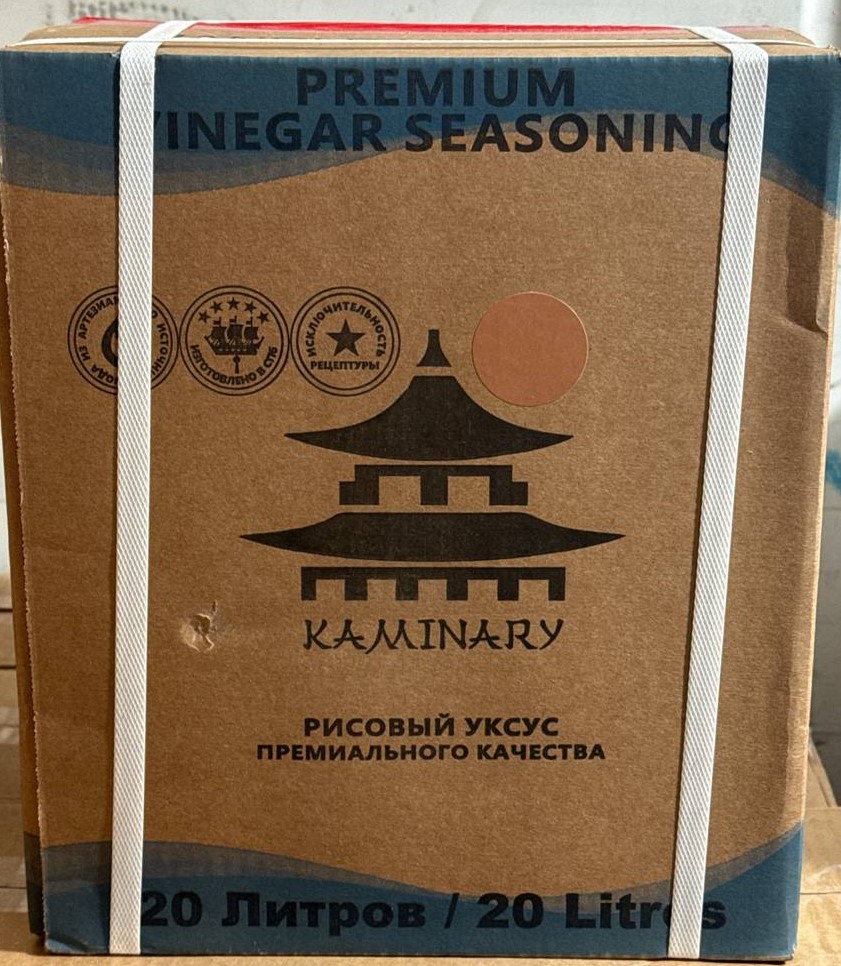 PREMIUM
VINEGAR SEASONING
ИЗГОТОВЛЕНО В СПБ
ИСКЛЮЧИТЕЛЬНОСТЬ
РЕЦЕПТУРЫ
KAMINARY
РИСОВЫЙ УКСУС
ПРЕМИАЛЬНОГО КАЧЕСТВА
20 Литров / 20 Litres